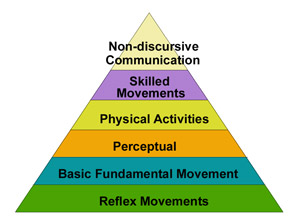 Non-discursive
Communication
Skilled
Movements
Physical Activities
Perceptual
Basic Fundamental Movement
Reflex Movements